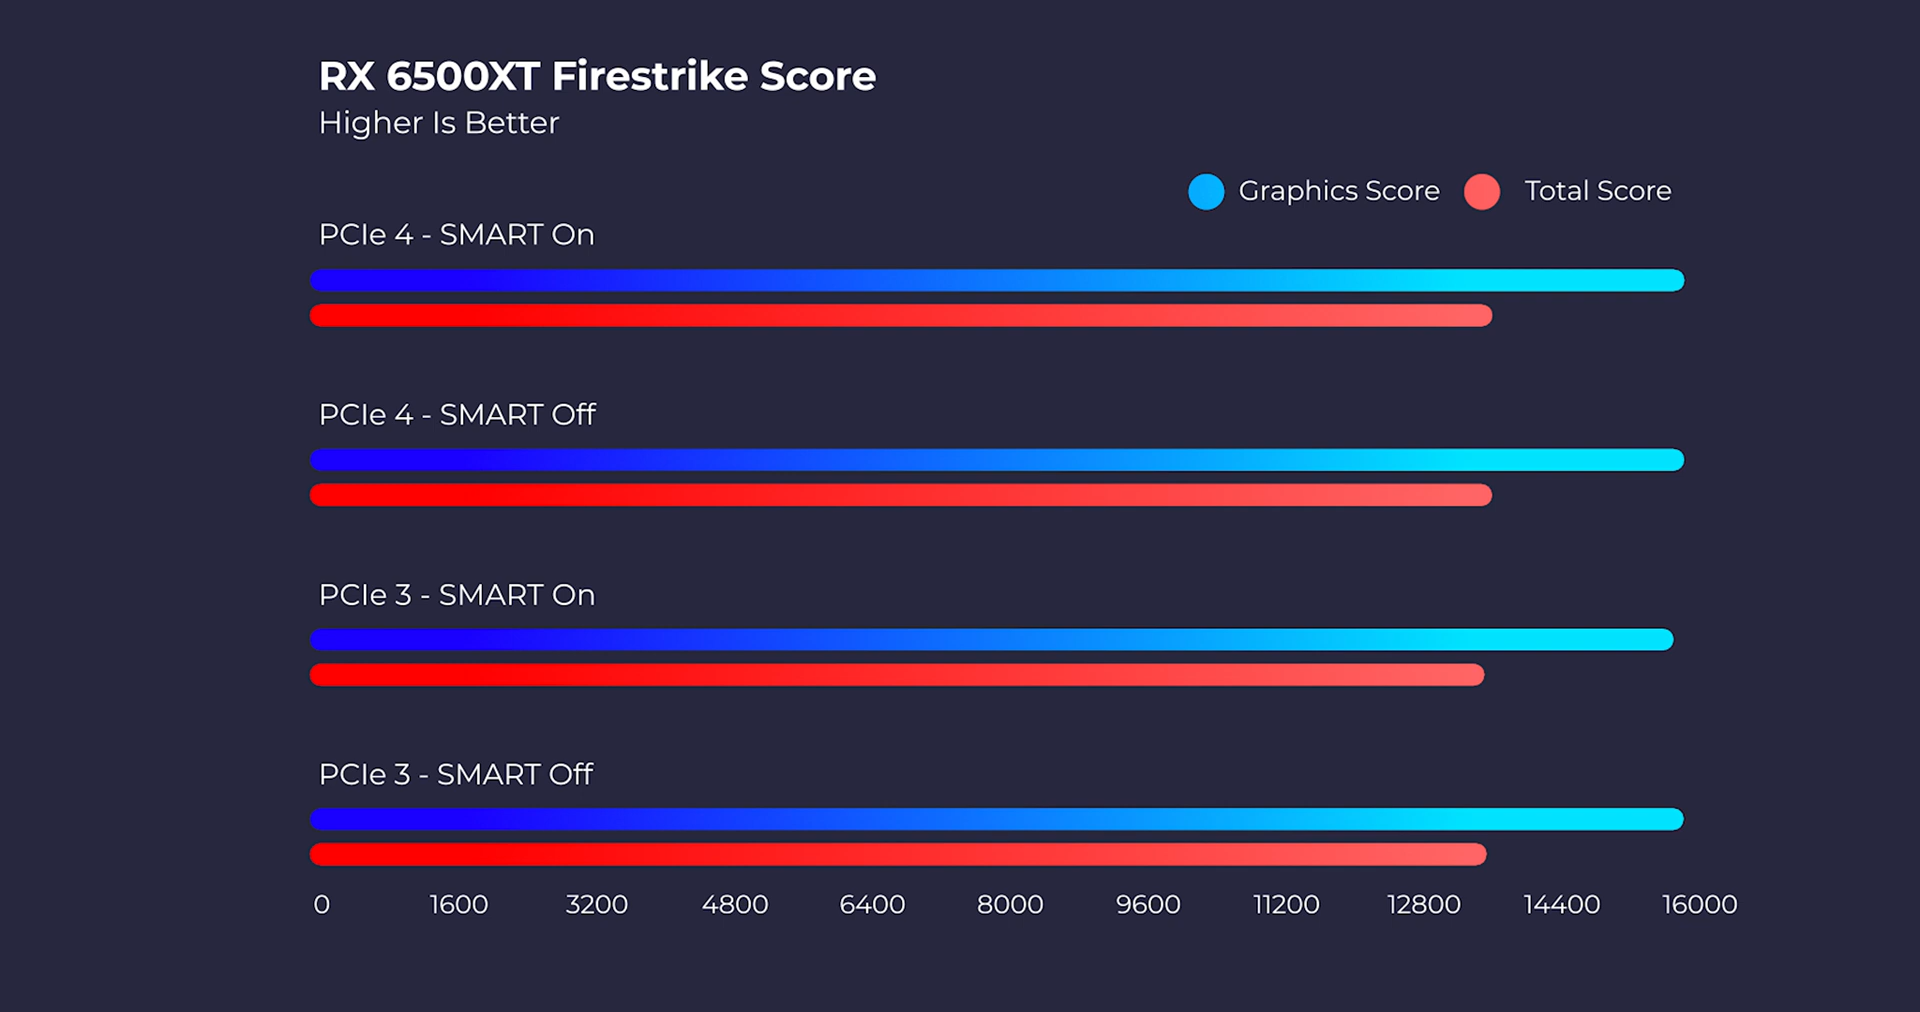 RX 6500XT Firestrike Score
Higher Is Better
Graphics Score Total Score
PCIe 4 - SMART On
PCIe 4 - SMART Off
PCIe 3 - SMART On
PCIe 3 - SMART Off
0 1600 3200 4800 6400 8000 9600 11200 12800 14400 16000